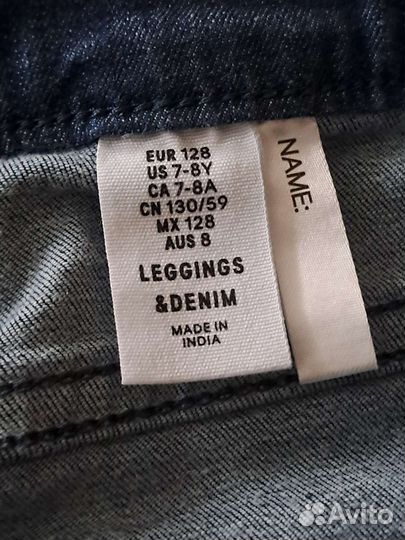 EUR 128
US 7-8Y
CA 7-8A
CN 130/59
MX 128
AUS 8
LEGGINGS
&DENIM
MADE IN
INDIA
NAME:
Avito